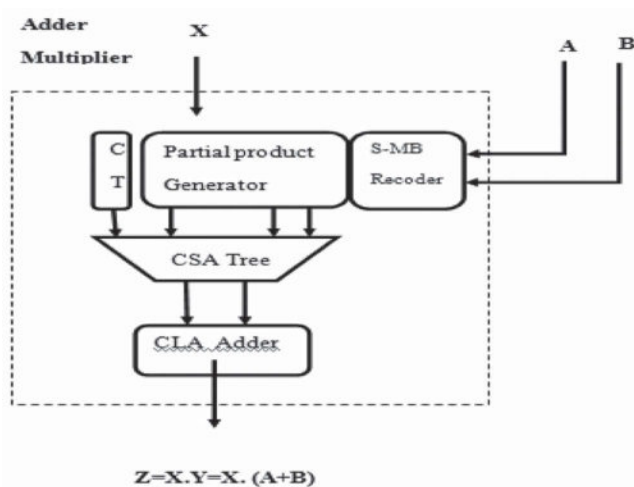 Adder
Multiplier
X
A
B
C
T
Partial product
Generator
S-MB
Recoder
CSA Tree
CLA Adder
Z=X.Y=X. (A+B)